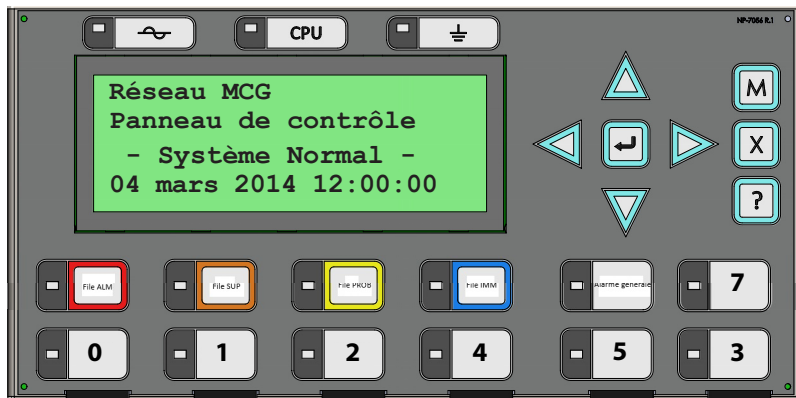 NP-7056 R.1
CPU
Réseau MCG
Panneau de contrôle
- Système Normal -
04 mars 2014 12:00:00
M
X
?
File ALM
File SUP
File PROB
File IMM
Alarme generale
7
0
1
2
4
5
3